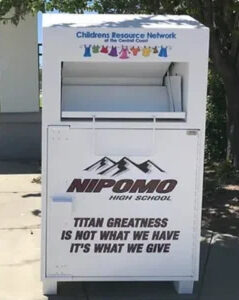 Childrens Resource Network
of The Central Coast
NIPOMO
HIGH SCHOOL
TITAN GREATNESS
IS NOT WHAT WE HAVE
IT'S WHAT WE GIVE